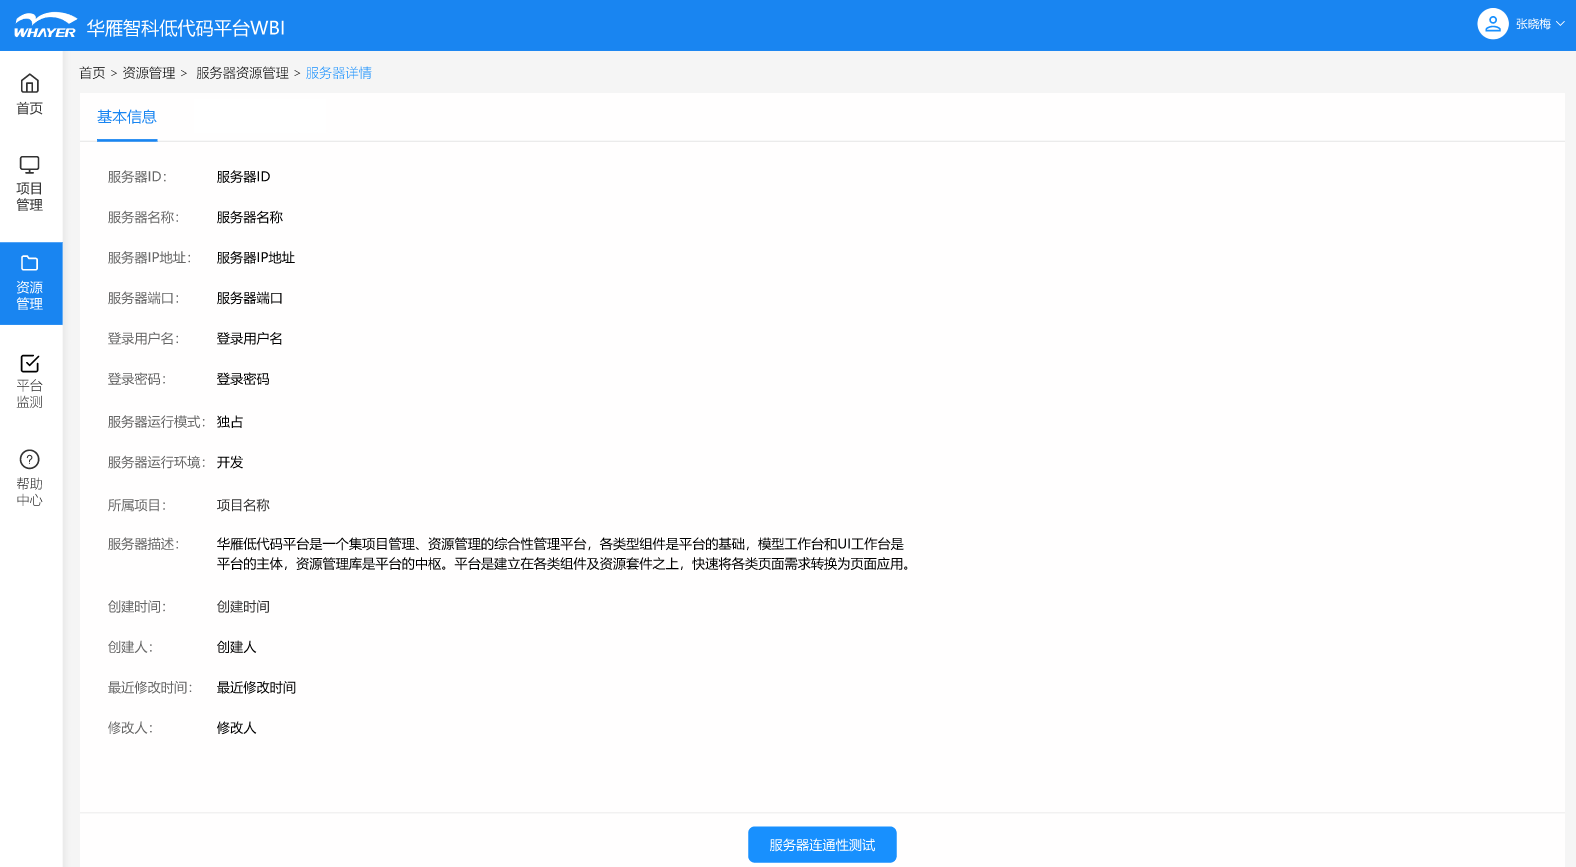 WHAYER 华雁智科低代码平台WBI
张晓梅
首页 > 资源管理 > 服务器资源管理 > 服务器详情
首页
项目
管理
资源
管理
平台
监测
帮助
中心
基本信息
服务器ID： 服务器ID
服务器名称： 服务器名称
服务器IP地址： 服务器IP地址
服务器端口： 服务器端口
登录用户名： 登录用户名
登录密码： 登录密码
服务器运行模式： 独占
服务器运行环境： 开发
所属项目： 项目名称
服务器描述： 华雁低代码平台是一个集项目管理、资源管理的综合性管理平台，各类型组件是平台的基础，模型工作台和UI工作台是
平台的主体，资源管理库是平台的中枢。平台是建立在各类组件及资源套件之上，快速将各类页面需求转换为页面应用。
创建时间： 创建时间
创建人： 创建人
最近修改时间： 最近修改时间
修改人： 修改人
服务器连通性测试